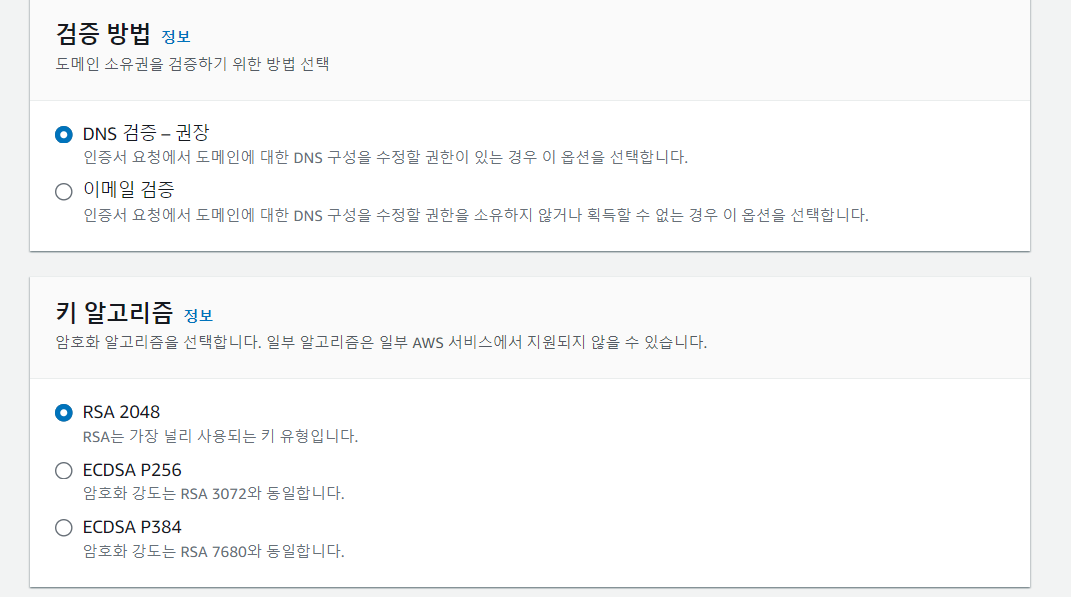 검증 방법 정보
도메인 소유권을 검증하기 위한 방법 선택
DNS 검증 – 권장
인증서 요청에서 도메인에 대한 DNS 구성을 수정할 권한이 있는 경우 이 옵션을 선택합니다.
이메일 검증
인증서 요청에서 도메인에 대한 DNS 구성을 수정할 권한을 소유하지 않거나 획득할 수 없는 경우 이 옵션을 선택합니다.
키 알고리즘 정보
암호화 알고리즘을 선택합니다. 일부 알고리즘은 일부 AWS 서비스에서 지원되지 않을 수 있습니다.
RSA 2048
RSA는 가장 널리 사용되는 키 유형입니다.
ECDSA P256
암호화 강도는 RSA 3072와 동일합니다.
ECDSA P384
암호화 강도는 RSA 7680와 동일합니다.